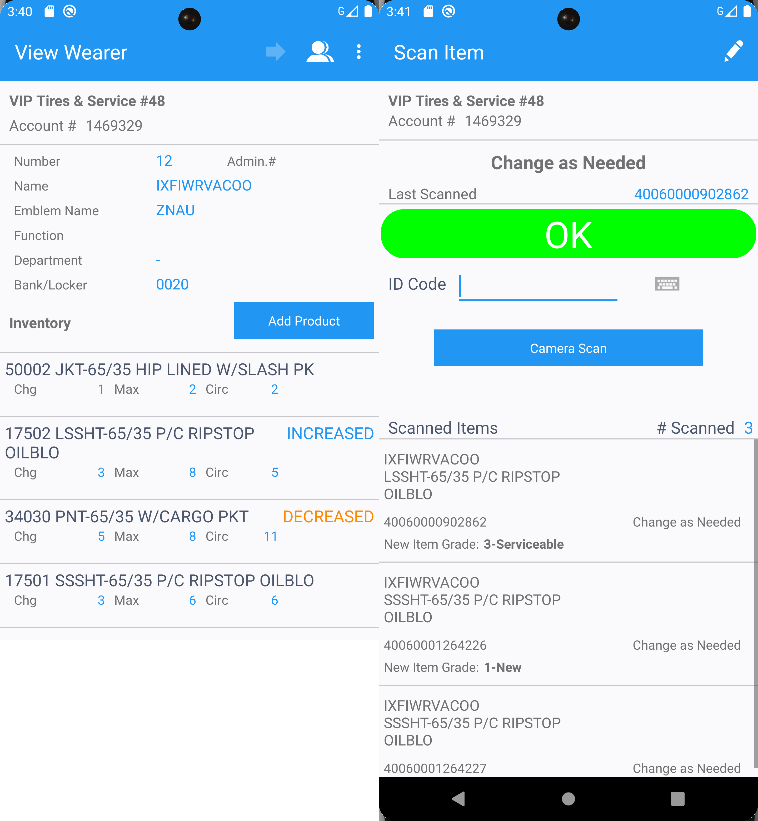 3:40 G
View Wearer
VIP Tires & Service #48
Account # 1469329
Number 12 Admin.#
Name IXFIWRVACOO
Emblem Name ZNAU
Function
Department -
Bank/Locker 0020
Inventory Add Product
50002 JKT-65/35 HIP LINED W/SLASH PK
Chg 1 Max 2 Circ 2
17502 LSSHT-65/35 P/C RIPSTOP INCREASED
OILBLO
Chg 3 Max 8 Circ 5
34030 PNT-65/35 W/CARGO PKT DECREASED
Chg 5 Max 8 Circ 11
17501 SSSHT-65/35 P/C RIPSTOP OILBLO
Chg 3 Max 6 Circ 6
3:41 G
Scan Item
VIP Tires & Service #48
Account # 1469329
Change as Needed
Last Scanned 40060000902862
OK
ID Code
Camera Scan
Scanned Items # Scanned 3
IXFIWRVACOO
LSSHT-65/35 P/C RIPSTOP
OILBLO
40060000902862 Change as Needed
New Item Grade: 3-Serviceable
IXFIWRVACOO
SSSHT-65/35 P/C RIPSTOP
OILBLO
40060001264226 Change as Needed
New Item Grade: 1-New
IXFIWRVACOO
SSSHT-65/35 P/C RIPSTOP
OILBLO
40060001264227 Change as Needed